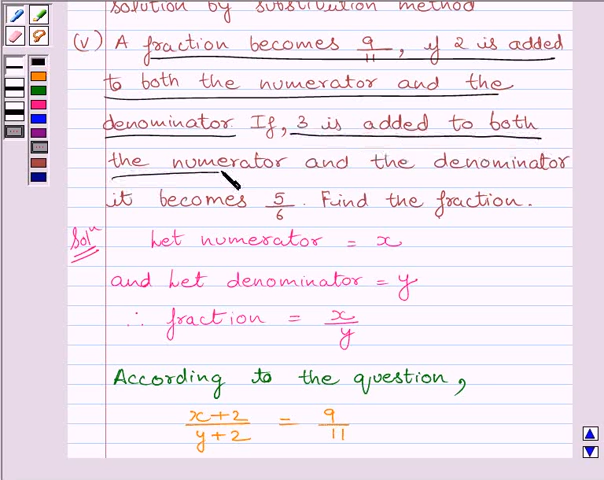 solution by substitution method
(v) A fraction becomes 9/11, if 2 is added
to both the numerator and the
denominator If, 3 is added to both
the numerator and the denominator
it becomes 5/6. Find the fraction.
Solⁿ Let numerator = x
and Let denominator = y
∴ fraction = x/y
According to the question,
x+2/y+2 = 9/11